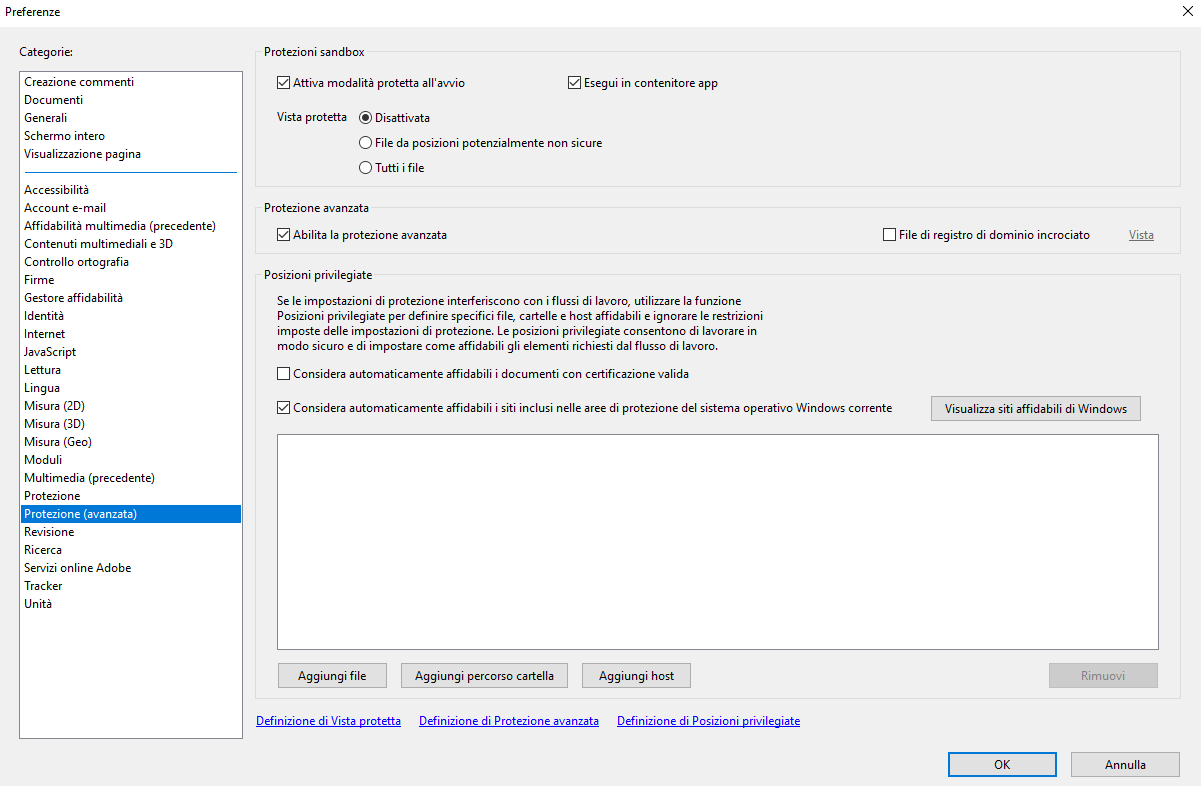 Preferenze
Categorie:
Creazione commenti
Documenti
Generali
Schermo intero
Visualizzazione pagina
Accessibilità
Account e-mail
Affidabilità multimedia (precedente)
Contenuti multimediali e 3D
Controllo ortografia
Firme
Gestore affidabilità
Identità
Internet
JavaScript
Lettura
Lingua
Misura (2D)
Misura (3D)
Misura (Geo)
Moduli
Multimedia (precedente)
Protezione
Protezione (avanzata)
Revisione
Ricerca
Servizi online Adobe
Tracker
Unità
Protezioni sandbox
Attiva modalità protetta all'avvio
Esegui in contenitore app
Vista protetta
Disattivata
File da posizioni potenzialmente non sicure
Tutti i file
Protezione avanzata
Abilita la protezione avanzata
File di registro di dominio incrociato
Vista
Posizioni privilegiate
Se le impostazioni di protezione interferiscono con i flussi di lavoro, utilizzare la funzione
Posizioni privilegiate per definire specifici file, cartelle e host affidabili e ignorare le restrizioni
imposte delle impostazioni di protezione. Le posizioni privilegiate consentono di lavorare in
modo sicuro e di impostare come affidabili gli elementi richiesti dal flusso di lavoro.
Considera automaticamente affidabili i documenti con certificazione valida
Considera automaticamente affidabili i siti inclusi nelle aree di protezione del sistema operativo Windows corrente
Visualizza siti affidabili di Windows
Aggiungi file
Aggiungi percorso cartella
Aggiungi host
Rimuovi
Definizione di Vista protetta
Definizione di Protezione avanzata
Definizione di Posizioni privilegiate
OK
Annulla